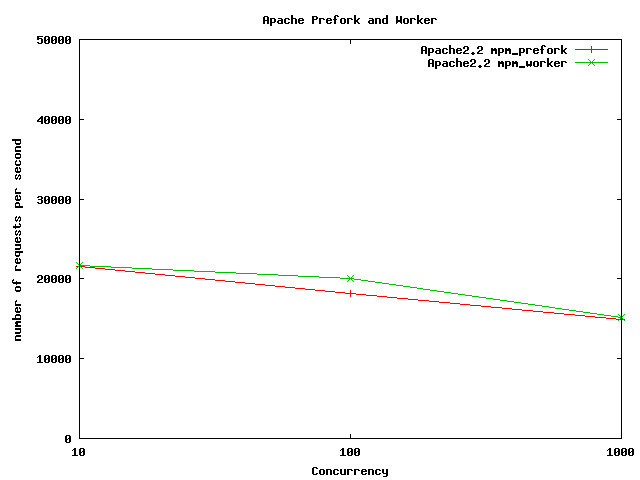 Apache Prefork and Worker
50000
Apache2.2 mpm_prefork
Apache2.2 mpm_worker
40000
30000
number of requests per second
20000
10000
0
10 100 1000
Concurrency